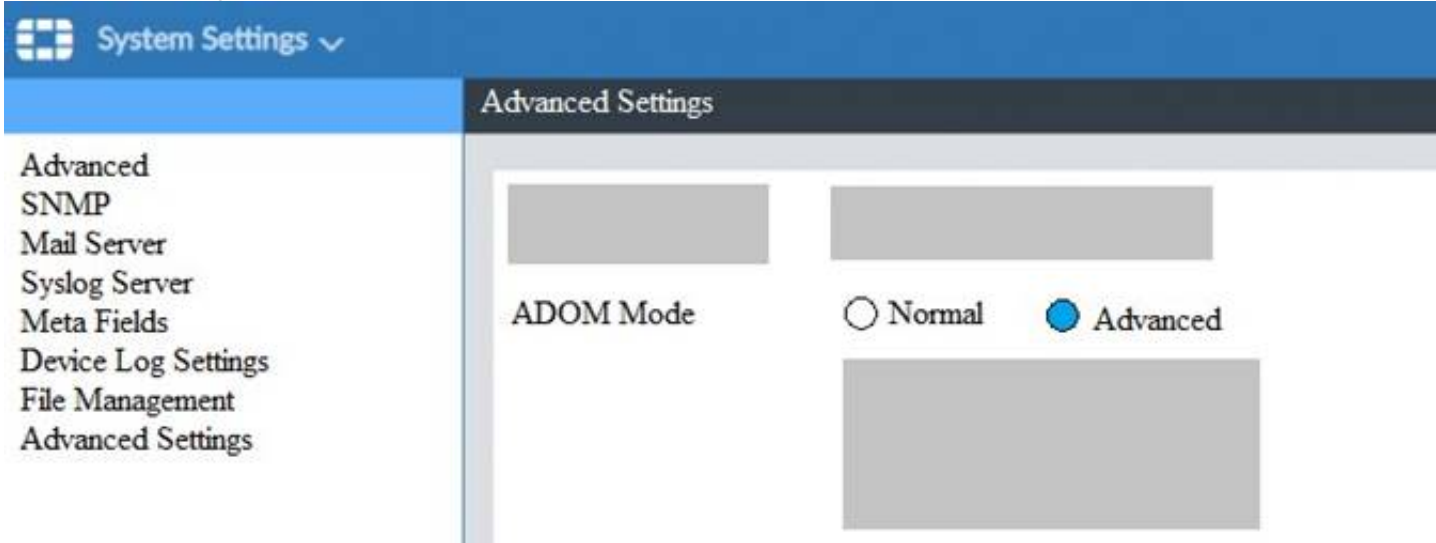 System Settings
Advanced Settings
Advanced
SNMP
Mail Server
Syslog Server
Meta Fields
Device Log Settings
File Management
Advanced Settings
ADOM Mode Normal Advanced